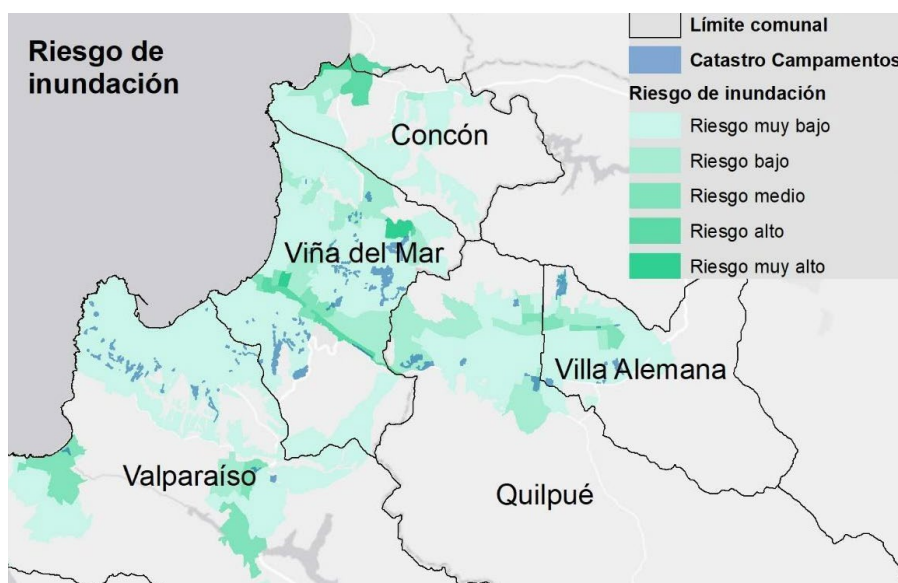 Riesgo de
inundación
Límite comunal
Catastro Campamentos
Riesgo de inundación
Riesgo muy bajo
Riesgo bajo
Riesgo medio
Riesgo alto
Riesgo muy alto
Concón
Viña del Mar
Villa Alemana
Valparaíso
Quilpué